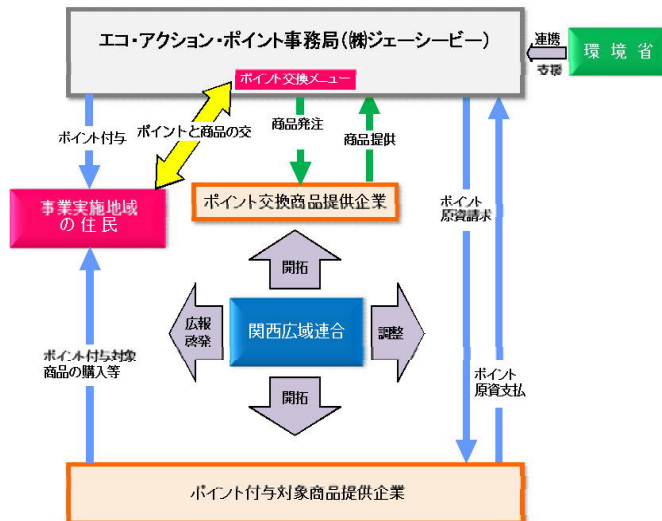 エコ・アクション・ポイント事務局(㈱ジェーシービー)
ポイント交換メニュー
連携
支援
環境省
ポイント付与
ポイントと商品の交
商品発注
商品提供
事業実施地域
の住民
ポイント交換商品提供企業
ポイント
原資請求
開拓
広報
啓発
関西広域連合
調整
ポイント付与対象
商品の購入等
開拓
ポイント
原資支払
ポイント付与対象商品提供企業